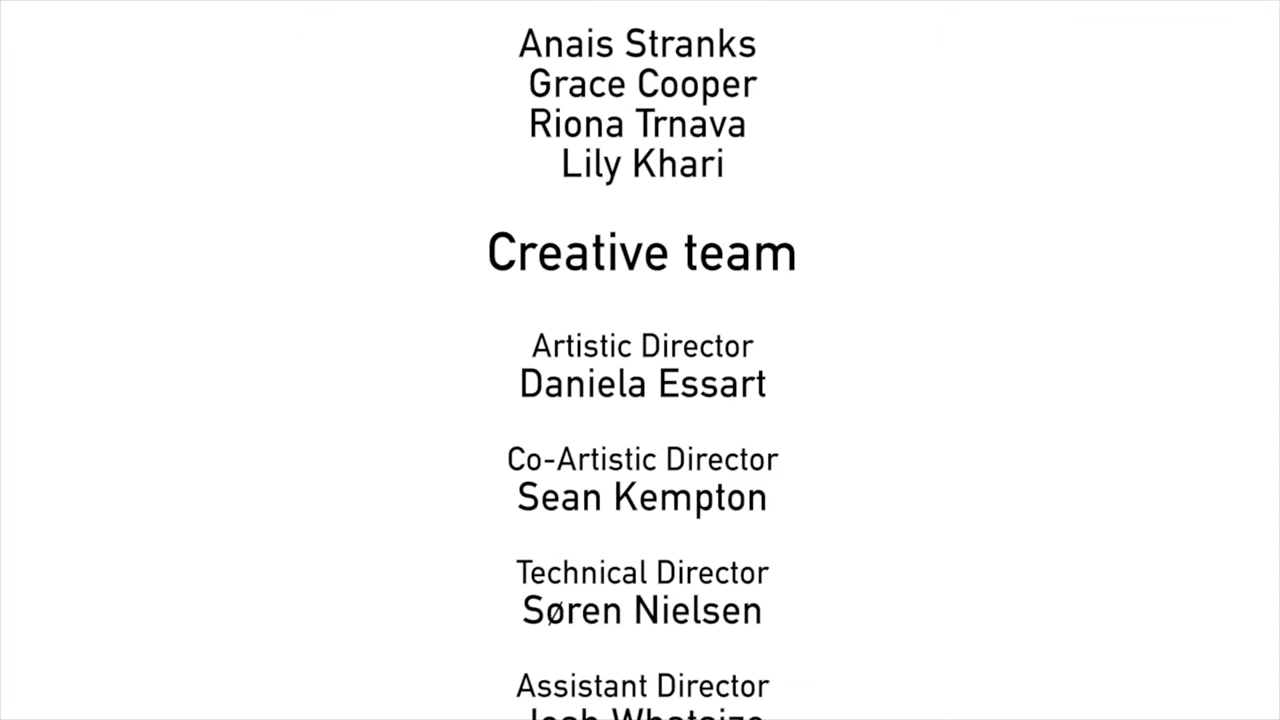 Anais Stranks
Grace Cooper
Riona Trnava
Lily Khari
Creative team
Artistic Director
Daniela Essart
Co-Artistic Director
Sean Kempton
Technical Director
Søren Nielsen
Assistant Director